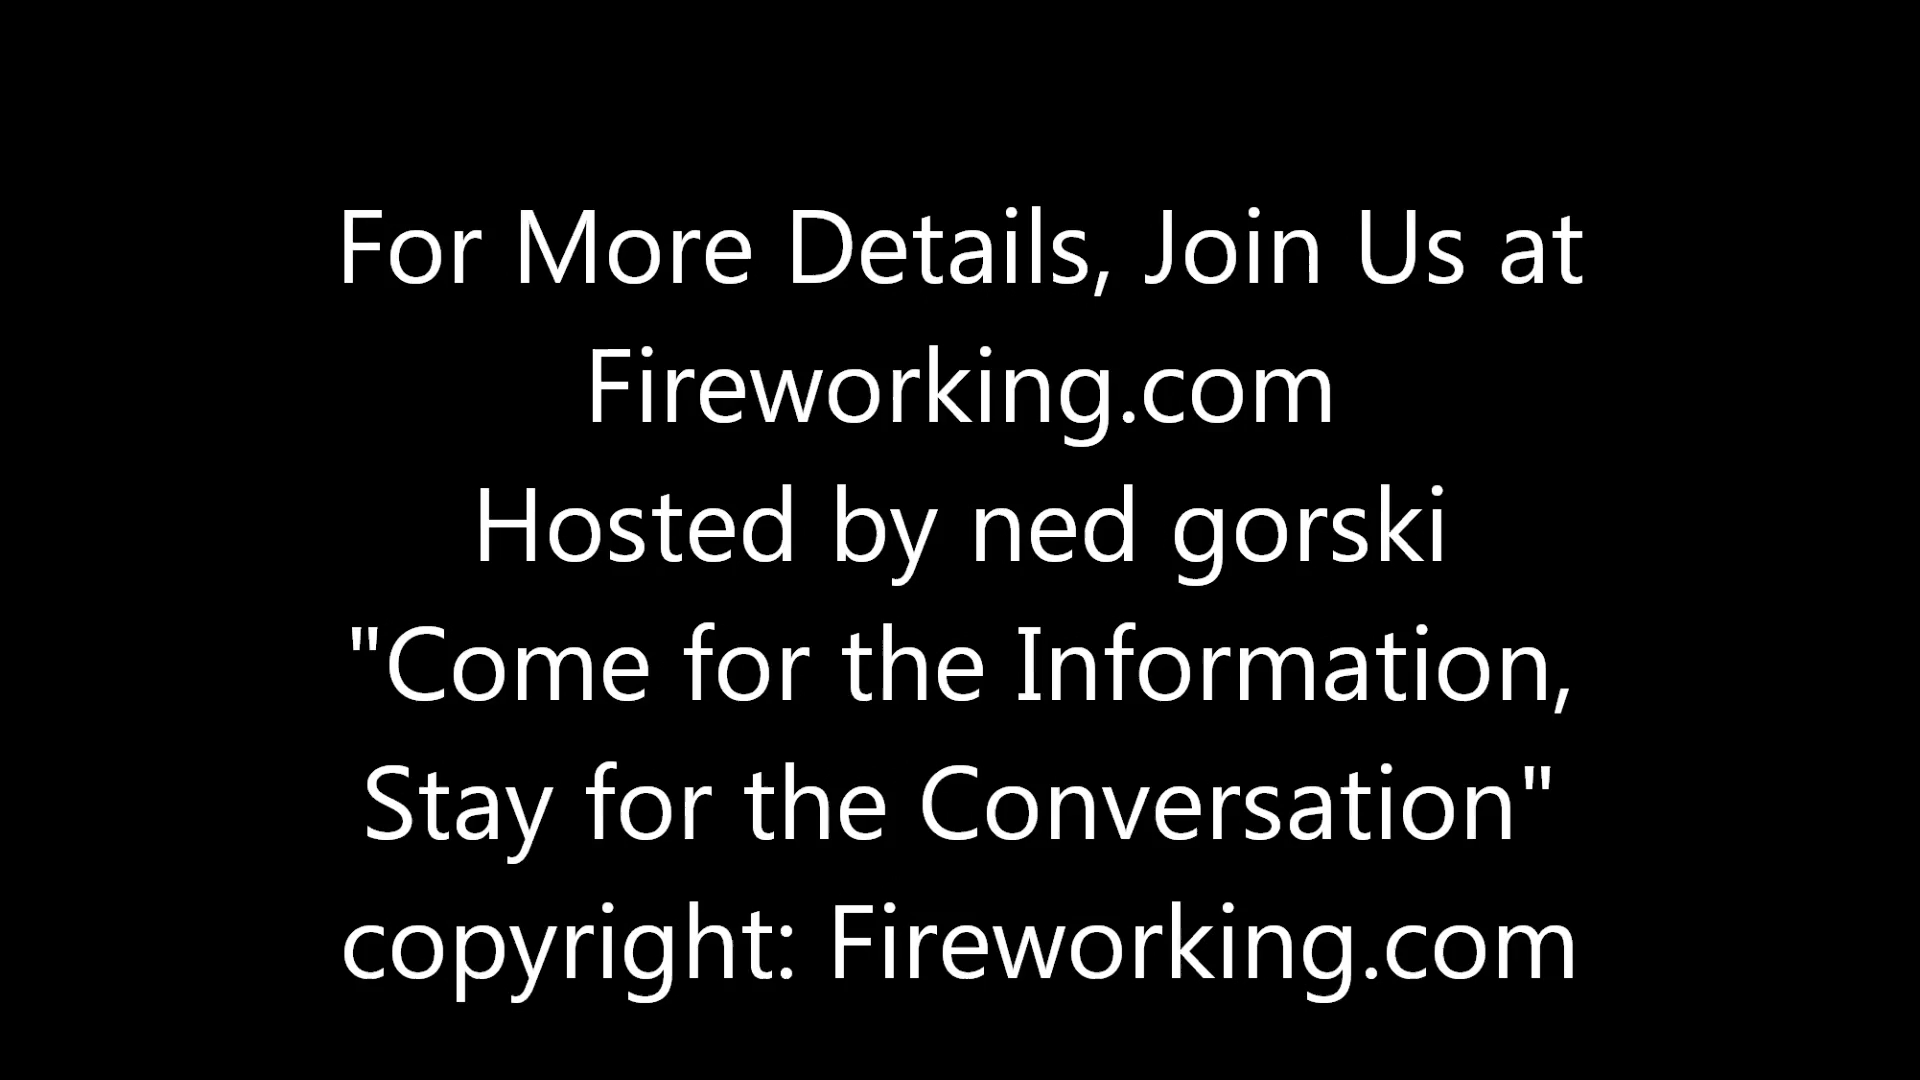 For More Details, Join Us at
Fireworking.com
Hosted by ned gorski
"Come for the Information,
Stay for the Conversation"
copyright: Fireworking.com